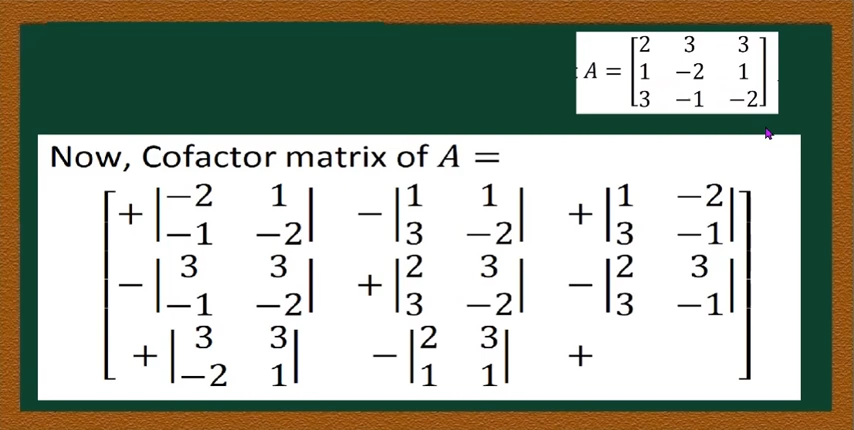 : A = [2 3 3
1 −2 1
3 −1 −2]
Now, Cofactor matrix of A =
[+|−2 1| −|1 1| +|1 −2|
|−1 −2| |3 −2| |3 −1|
−|3 3| +|2 3| −|2 3|
|−1 −2| |3 −2| |3 −1|
+|3 3| −|2 3| +
|−2 1| |1 1| ]